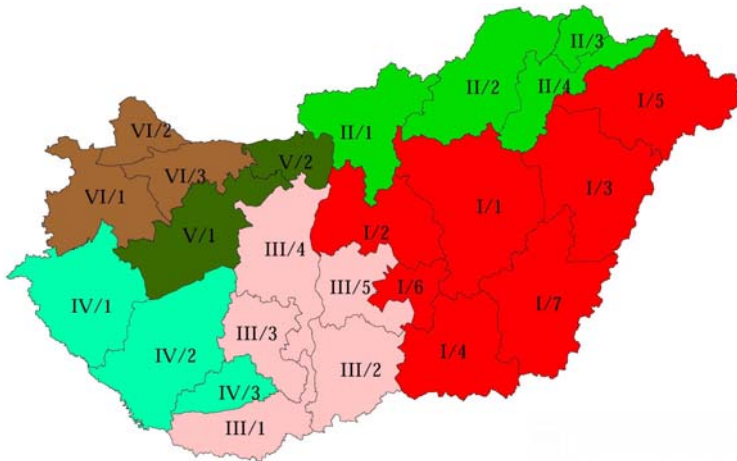 II/3
II/2
II/4
I/5
VI/2
II/1
V/2
VI/3
VI/1
I/3
I/1
V/1
I/2
III/4
III/5
I/6
IV/1
I/7
III/3
IV/2
I/4
III/2
IV/3
III/1